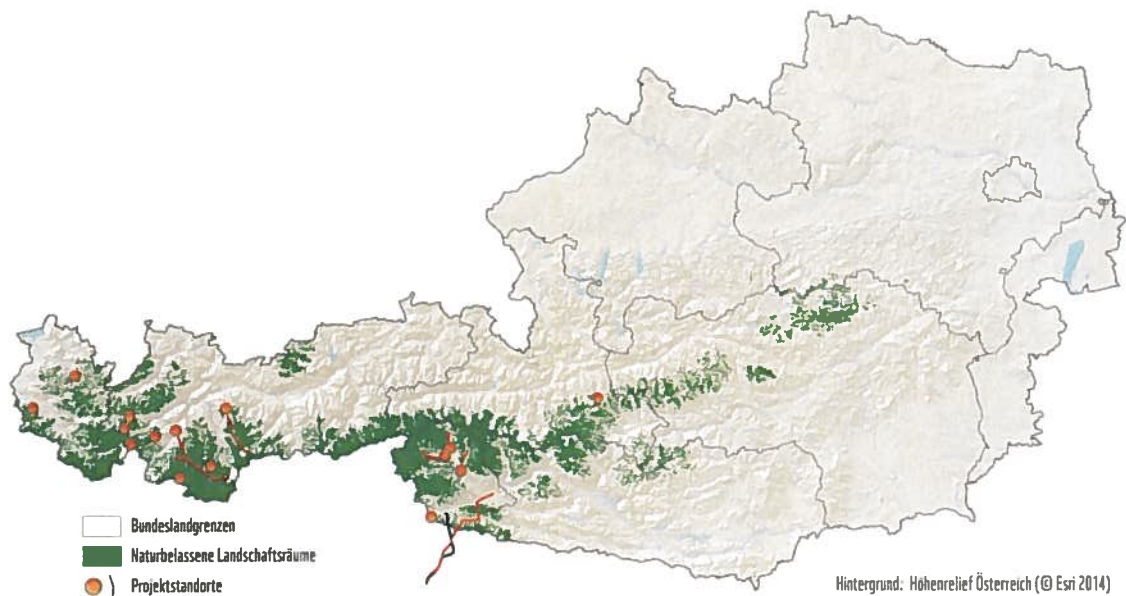 Bundeslandgrenzen
Naturbelassene Landschaftsräume
Projektstandorte
Hintergrund: Höhenrelief Österreich (© Esri 2014)